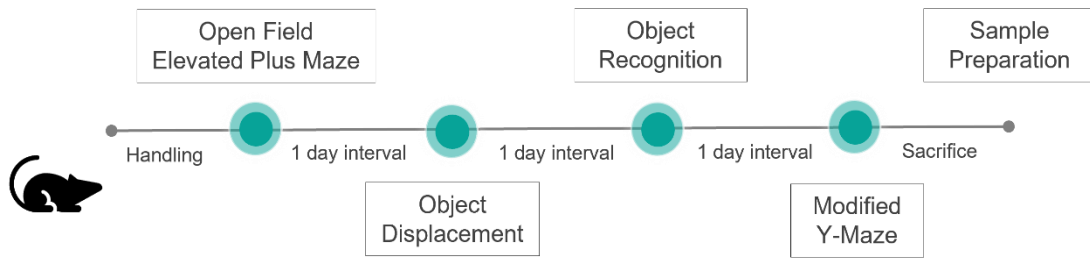 Open Field
Elevated Plus Maze
Object
Recognition
Sample
Preparation
Handling
1 day interval
1 day interval
1 day interval
Sacrifice
Object
Displacement
Modified
Y-Maze